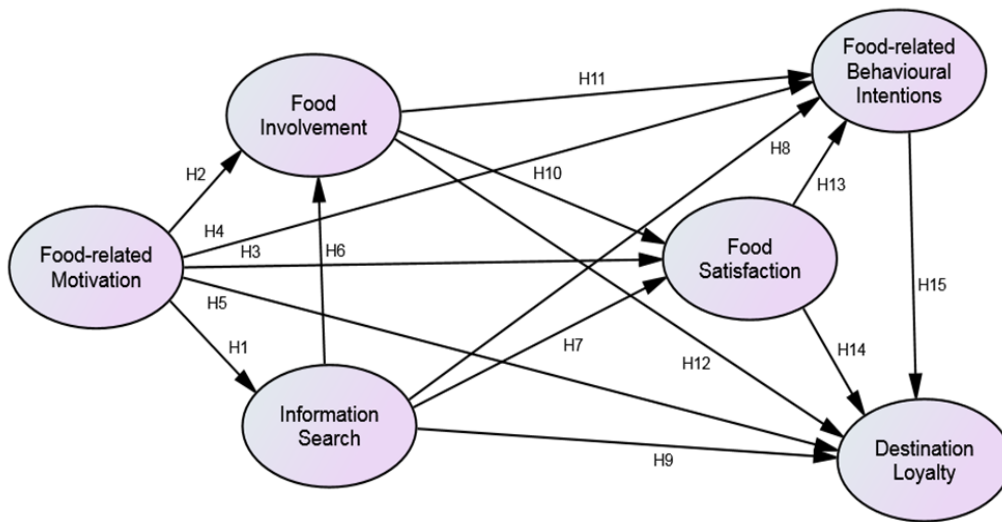 Food-related
Behavioural
Intentions
H11
Food
Involvement
H8
H2
H10
H13
H4
H3
H6
Food-related
Motivation
Food
Satisfaction
H5
H15
H1
H7
H14
H12
Information
Search
H9
Destination
Loyalty